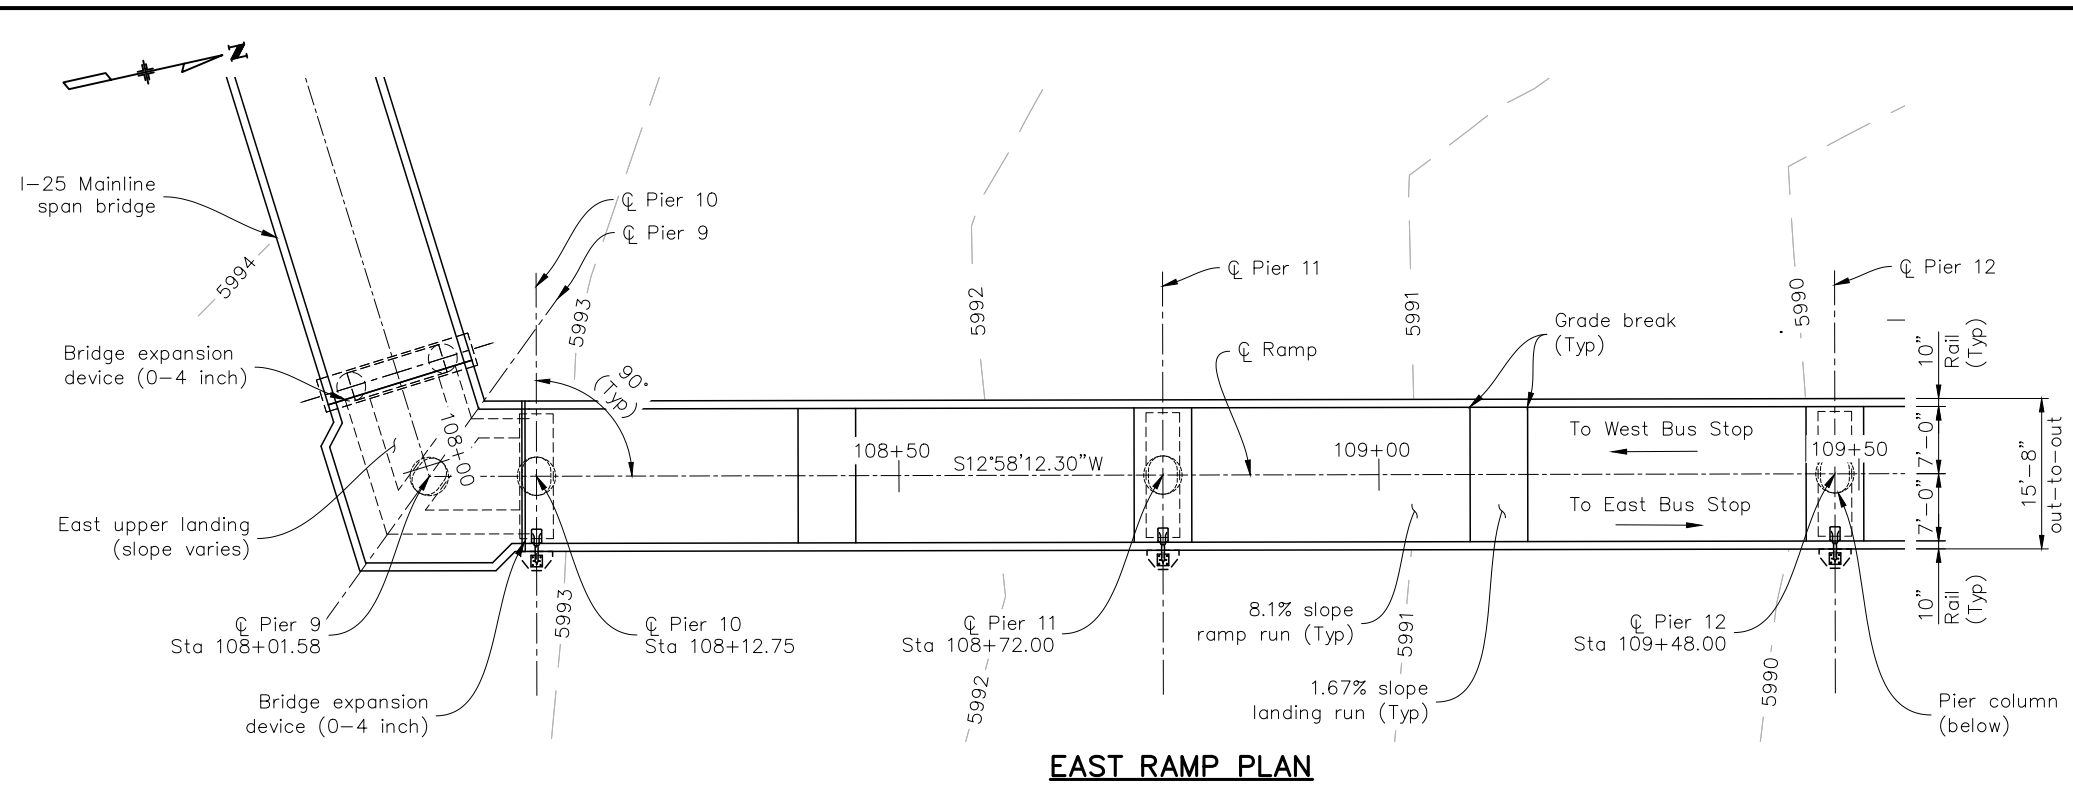 N
I-25 Mainline
span bridge
5994
Bridge expansion
device (0-4 inch)
East upper landing
(slope varies)
℄ Pier 9
Sta 108+01.58
Bridge expansion
device (0-4 inch)
108+00
℄ Pier 10
℄ Pier 9
5993
90°
(Typ)
℄ Pier 10
Sta 108+12.75
5993
108+50
S12°58'12.30"W
5992
℄ Pier 11
℄ Pier 11
Sta 108+72.00
5992
℄ Ramp
109+00
5991
8.1% slope
ramp run (Typ)
5991
1.67% slope
landing run (Typ)
Grade break
(Typ)
To West Bus Stop
To East Bus Stop
109+50
5990
℄ Pier 12
℄ Pier 12
Sta 109+48.00
5990
Pier column
(below)
10"
Rail
(Typ)
7'-0"
7'-0"
15'-8"
out-to-out
10"
Rail
(Typ)
EAST RAMP PLAN